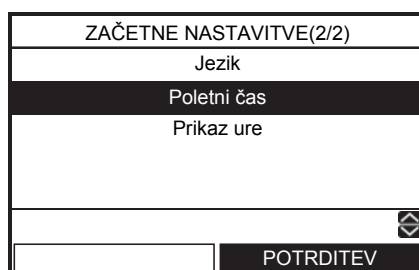 ZAČETNE NASTAVITVE(2/2)
Jezik
Poletni čas
Prikaz ure
POTRDITEV